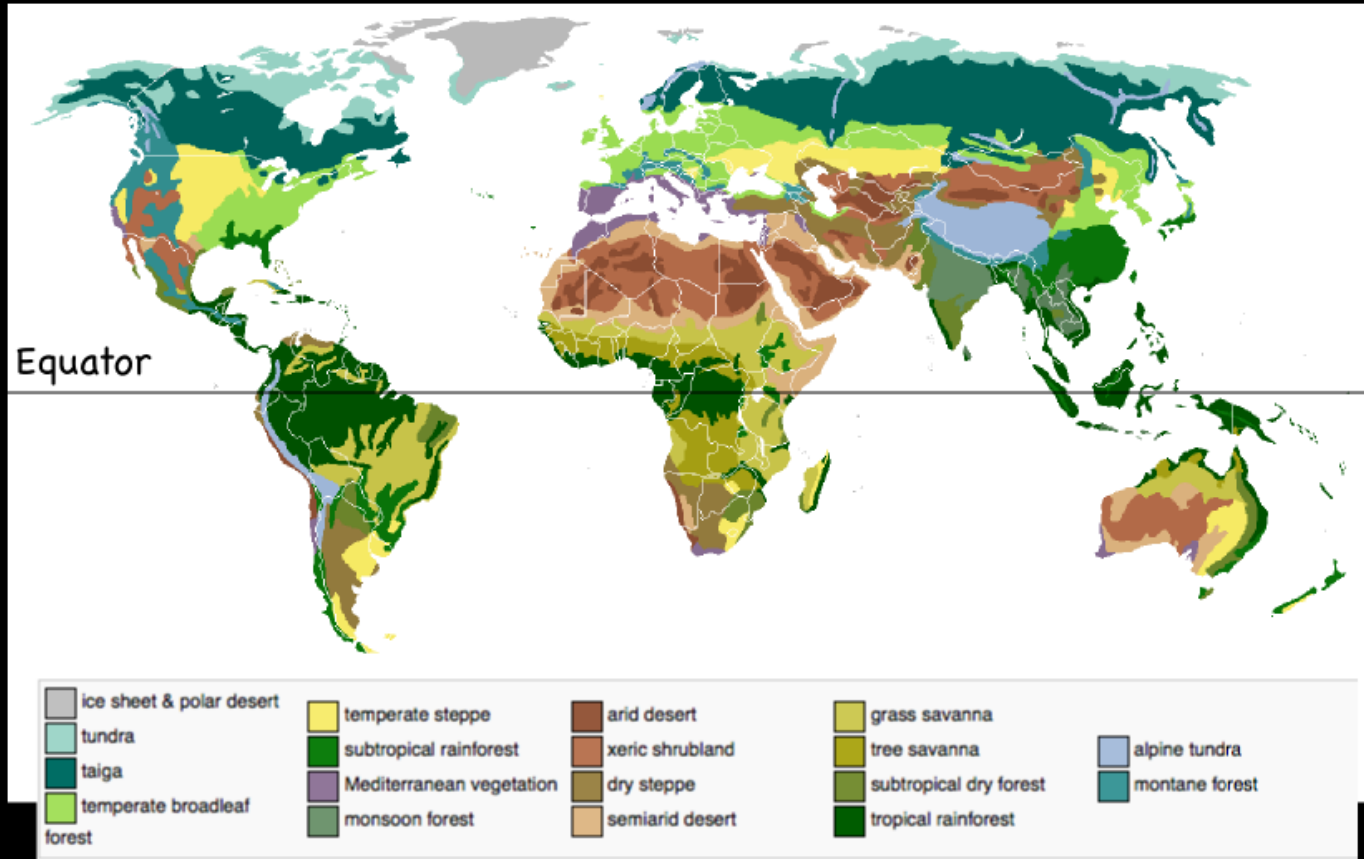 Equator
ice sheet & polar desert
tundra
taiga
temperate broadleaf
forest
temperate steppe
subtropical rainforest
Mediterranean vegetation
monsoon forest
arid desert
xeric shrubland
dry steppe
semiarid desert
grass savanna
tree savanna
subtropical dry forest
tropical rainforest
alpine tundra
montane forest